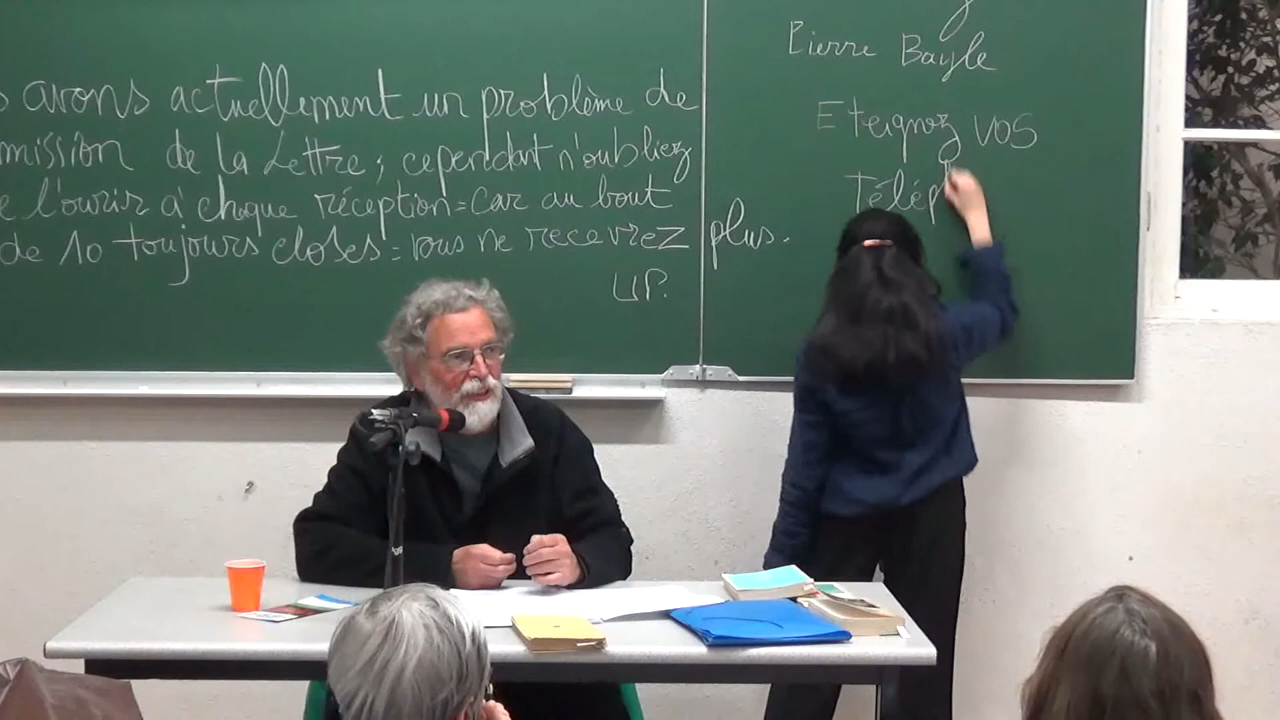 s avons actuellement un problème de
mission de la Lettre; cependant n'oubliez
e l'ouvrir à chaque réception = car au bout
de 10 toujours closes = vous ne recevrez plus.
UP.
Pierre Bayle
Eteignez vos
Télép